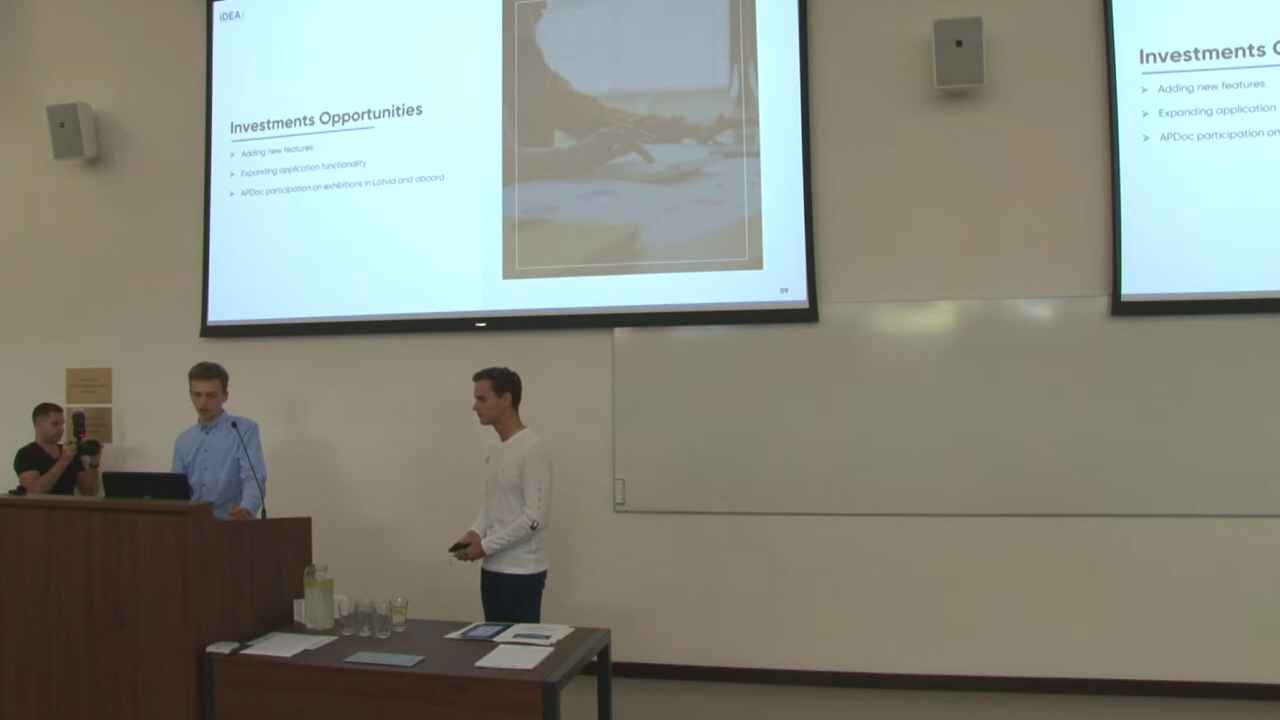 iDEA
Investments Opportunities
➢ Adding new features
➢ Expanding application functionality
➢ APDoc participation on exhibitions in Latvia and aboard
09
Investments
➢ Adding new features
➢ Expanding application
➢ APDoc participation on